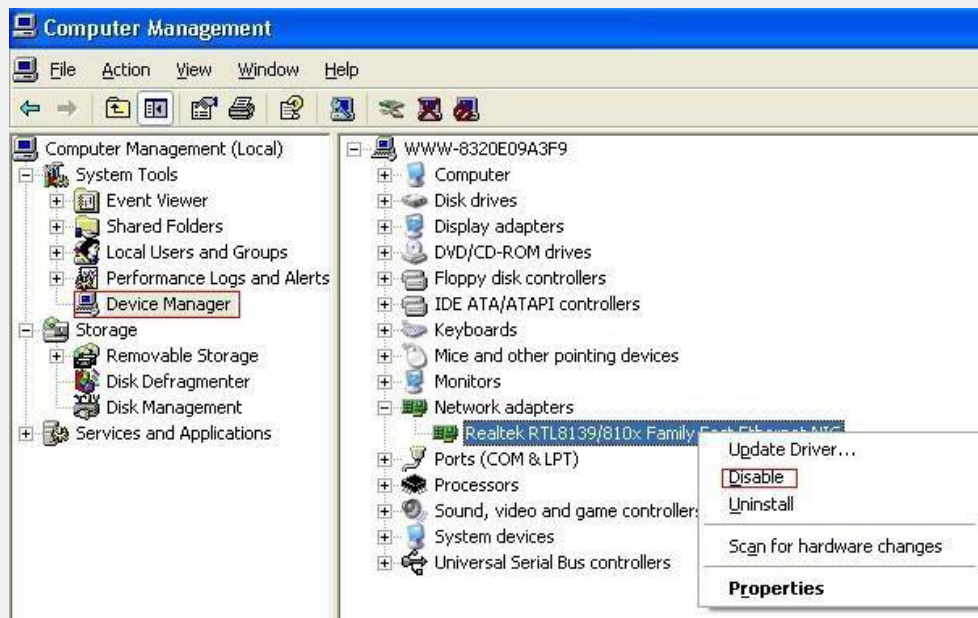 Computer Management
File Action View Window Help
Computer Management (Local)
System Tools
Event Viewer
Shared Folders
Local Users and Groups
Performance Logs and Alerts
Device Manager
Storage
Removable Storage
Disk Defragmenter
Disk Management
Services and Applications
WWW-8320E09A3F9
Computer
Disk drives
Display adapters
DVD/CD-ROM drives
Floppy disk controllers
IDE ATA/ATAPI controllers
Keyboards
Mice and other pointing devices
Monitors
Network adapters
Realtek RTL8139/810x Family Fast Ethernet NIC
Ports (COM & LPT)
Processors
Sound, video and game controllers
System devices
Universal Serial Bus controllers
Update Driver...
Disable
Uninstall
Scan for hardware changes
Properties